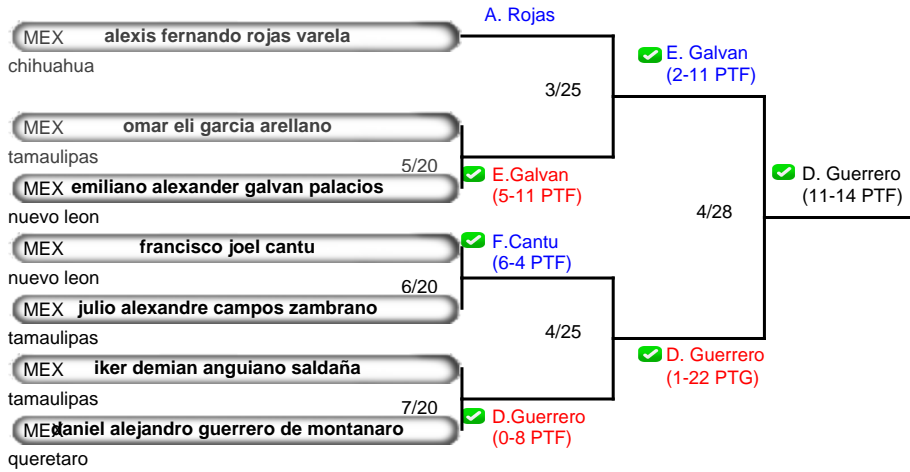 A. Rojas
MEX alexis fernando rojas varela
chihuahua
E. Galvan
(2-11 PTF)
3/25
MEX omar eli garcia arellano
tamaulipas
5/20
E.Galvan
(5-11 PTF)
MEX emiliano alexander galvan palacios
nuevo leon
D. Guerrero
(11-14 PTF)
4/28
MEX francisco joel cantu
nuevo leon
F.Cantu
(6-4 PTF)
6/20
MEX julio alexandre campos zambrano
tamaulipas
4/25
D. Guerrero
(1-22 PTG)
MEX iker demian anguiano saldaña
tamaulipas
7/20
D.Guerrero
(0-8 PTF)
MEX daniel alejandro guerrero de montanaro
queretaro